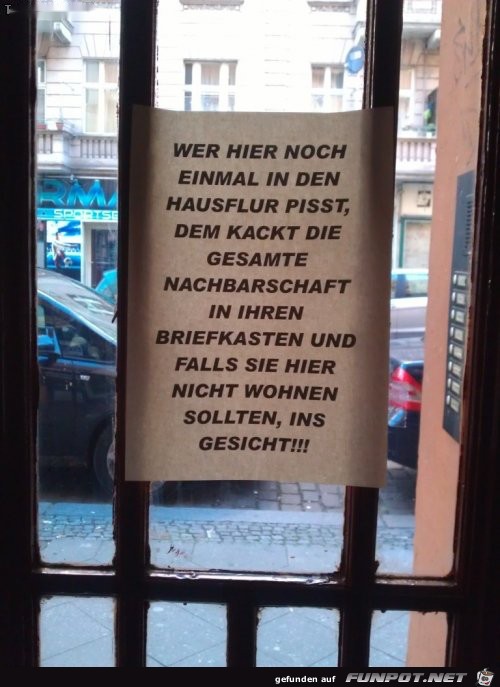 WER HIER NOCH
EINMAL IN DEN
HAUSFLUR PISST,
DEM KACKT DIE
GESAMTE
NACHBARSCHAFT
IN IHREN
BRIEFKASTEN UND
FALLS SIE HIER
NICHT WOHNEN
SOLLTEN, INS
GESICHT!!!
gefunden auf FUNPOT.NET